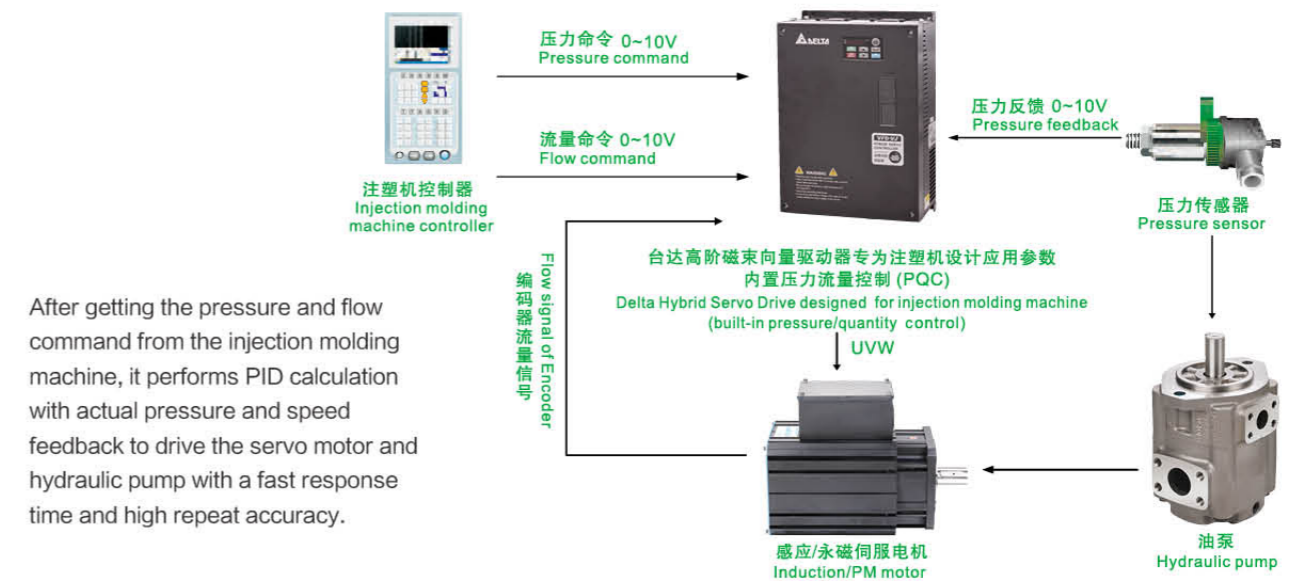 压力命令 0~10V
Pressure command
流量命令 0~10V
Flow command
注塑机控制器
Injection molding
machine controller
DELTA
WARNING
压力反馈 0~10V
Pressure feedback
压力传感器
Pressure sensor
台达高阶磁束向量驱动器专为注塑机设计应用参数
内置压力流量控制 (PQC)
Delta Hybrid Servo Drive designed for injection molding machine
(built-in pressure/quantity control)
UVW
Flow signal of Encoder
编码器流量信号
After getting the pressure and flow
command from the injection molding
machine, it performs PID calculation
with actual pressure and speed
feedback to drive the servo motor and
hydraulic pump with a fast response
time and high repeat accuracy.
感应/永磁伺服电机
Induction/PM motor
油泵
Hydraulic pump